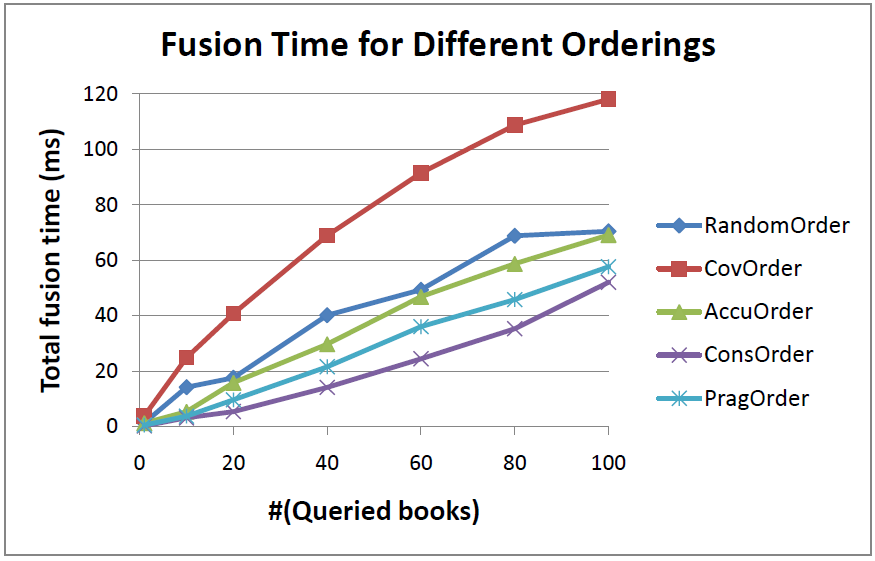 Fusion Time for Different Orderings
Total fusion time (ms)
120
100
80
60
40
20
0
0 20 40 60 80 100
#(Queried books)
RandomOrder
CovOrder
AccuOrder
ConsOrder
PragOrder